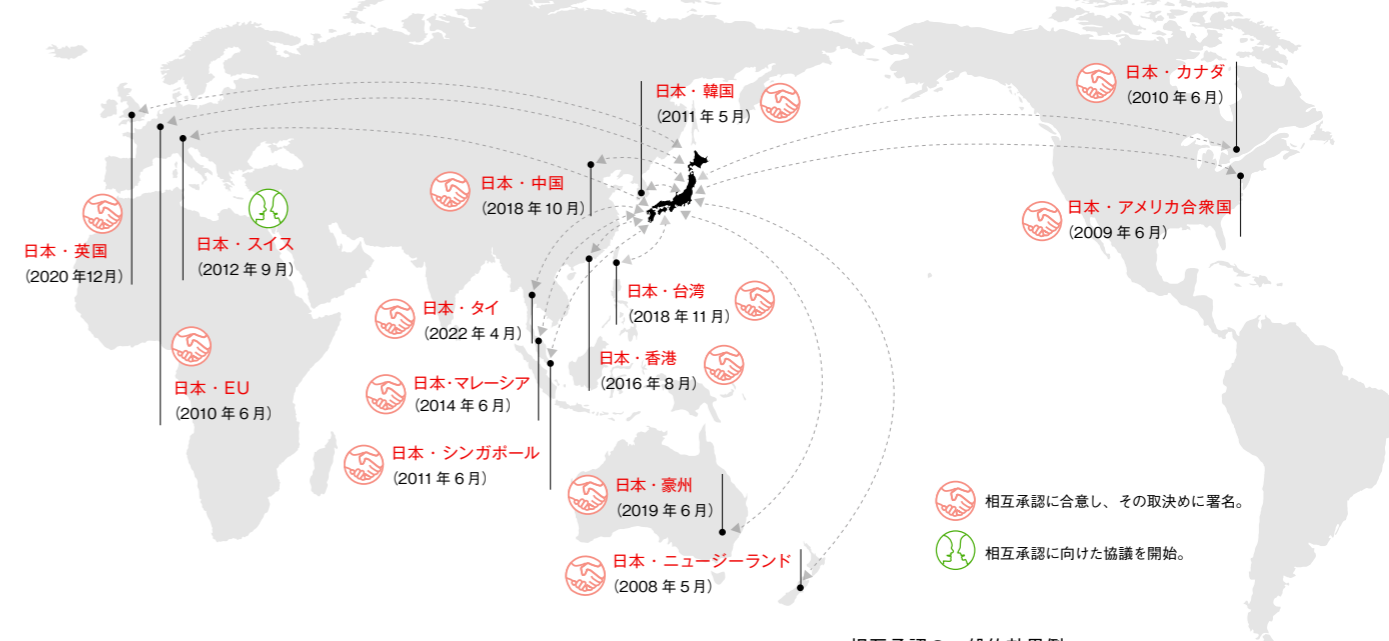 日本・カナダ
（2010年6月）
日本・韓国
（2011年5月）
日本・中国
（2018年10月）
日本・アメリカ合衆国
（2009年6月）
日本・英国
（2020年12月）
日本・スイス
（2012年9月）
日本・タイ
（2022年4月）
日本・台湾
（2018年11月）
日本・香港
（2016年8月）
日本・EU
（2010年6月）
日本・マレーシア
（2014年6月）
日本・シンガポール
（2011年6月）
日本・豪州
（2019年6月）
日本・ニュージーランド
（2008年5月）
相互承認に合意し、その取決めに署名。
相互承認に向けた協議を開始。